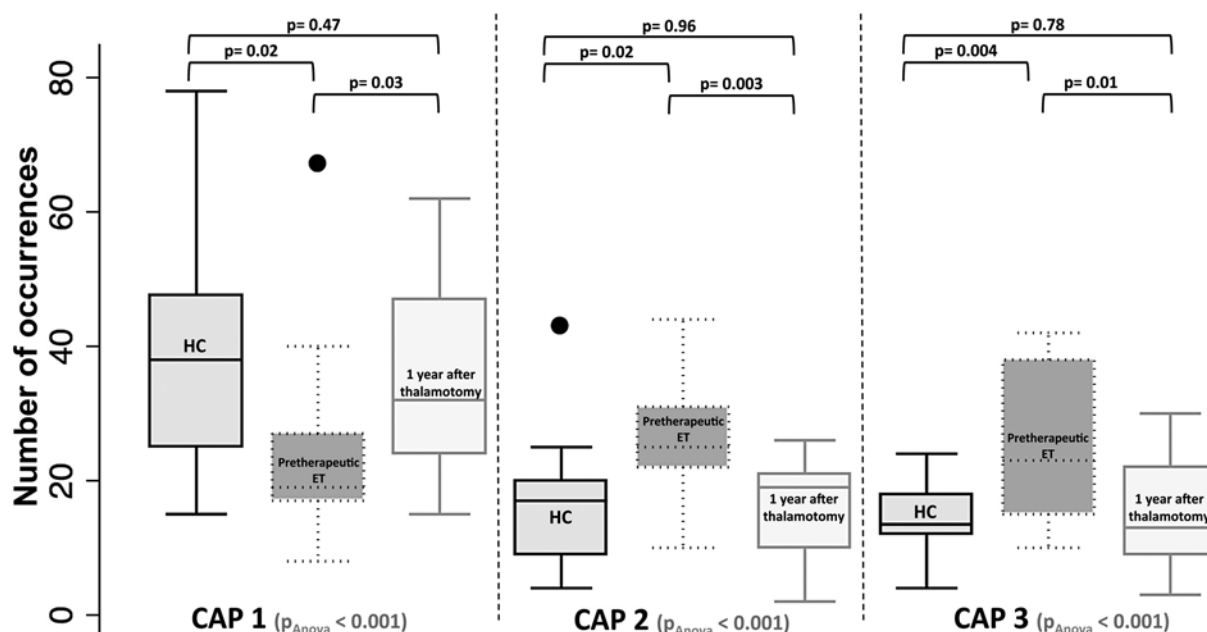 p= 0.47
p= 0.02
p= 0.03
p= 0.96
p= 0.02
p= 0.003
p= 0.78
p= 0.004
p= 0.01
Number of occurrences
80
60
40
20
0
HC
Pretherapeutic
ET
1 year after
thalamotomy
HC
Pretherapeutic
ET
1 year after
thalamotomy
HC
Pretherapeutic
ET
1 year after
thalamotomy
CAP 1 (pAnova < 0.001)
CAP 2 (pAnova < 0.001)
CAP 3 (pAnova < 0.001)